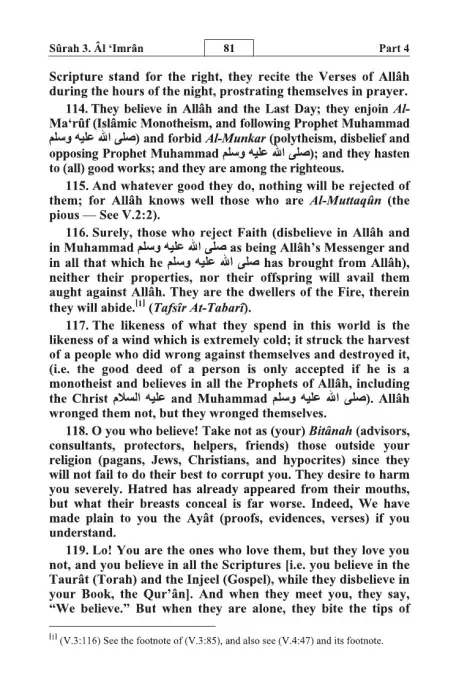 Sûrah 3. Âl ‘Imrân 81 Part 4
Scripture stand for the right, they recite the Verses of Allâh
during the hours of the night, prostrating themselves in prayer.
114. They believe in Allâh and the Last Day; they enjoin Al-
Ma‘rûf (Islâmic Monotheism, and following Prophet Muhammad
صلى الله عليه وسلم) and forbid Al-Munkar (polytheism, disbelief and
opposing Prophet Muhammad صلى الله عليه وسلم); and they hasten
to (all) good works; and they are among the righteous.
115. And whatever good they do, nothing will be rejected of
them; for Allâh knows well those who are Al-Muttaqûn (the
pious — See V.2:2).
116. Surely, those who reject Faith (disbelieve in Allâh and
in Muhammad صلى الله عليه وسلم as being Allâh’s Messenger and
in all that which he صلى الله عليه وسلم has brought from Allâh),
neither their properties, nor their offspring will avail them
aught against Allâh. They are the dwellers of the Fire, therein
they will abide.[1] (Tafsîr At-Tabarî).
117. The likeness of what they spend in this world is the
likeness of a wind which is extremely cold; it struck the harvest
of a people who did wrong against themselves and destroyed it,
(i.e. the good deed of a person is only accepted if he is a
monotheist and believes in all the Prophets of Allâh, including
the Christ عليه السلام and Muhammad صلى الله عليه وسلم). Allâh
wronged them not, but they wronged themselves.
118. O you who believe! Take not as (your) Bitânah (advisors,
consultants, protectors, helpers, friends) those outside your
religion (pagans, Jews, Christians, and hypocrites) since they
will not fail to do their best to corrupt you. They desire to harm
you severely. Hatred has already appeared from their mouths,
but what their breasts conceal is far worse. Indeed, We have
made plain to you the Ayât (proofs, evidences, verses) if you
understand.
119. Lo! You are the ones who love them, but they love you
not, and you believe in all the Scriptures [i.e. you believe in the
Taurât (Torah) and the Injeel (Gospel), while they disbelieve in
your Book, the Qur’ân]. And when they meet you, they say,
“We believe.” But when they are alone, they bite the tips of
[1] (V.3:116) See the footnote of (V.3:85), and also see (V.4:47) and its footnote.